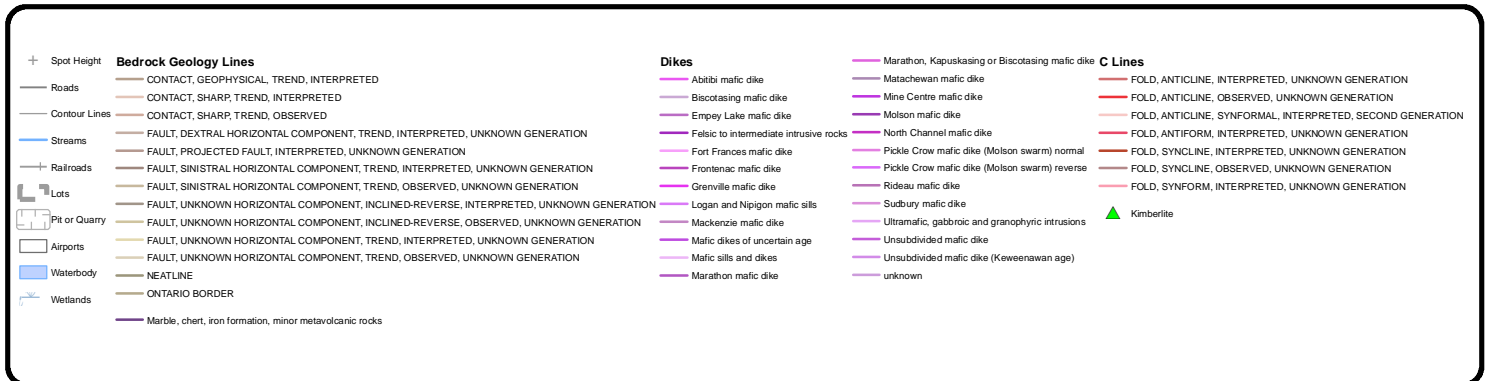 Spot Height
Roads
Contour Lines
Streams
Railroads
Lots
Pit or Quarry
Airports
Waterbody
Wetlands
Bedrock Geology Lines
CONTACT, GEOPHYSICAL, TREND, INTERPRETED
CONTACT, SHARP, TREND, INTERPRETED
CONTACT, SHARP, TREND, OBSERVED
FAULT, DEXTRAL HORIZONTAL COMPONENT, TREND, INTERPRETED, UNKNOWN GENERATION
FAULT, PROJECTED FAULT, INTERPRETED, UNKNOWN GENERATION
FAULT, SINISTRAL HORIZONTAL COMPONENT, TREND, INTERPRETED, UNKNOWN GENERATION
FAULT, SINISTRAL HORIZONTAL COMPONENT, TREND, OBSERVED, UNKNOWN GENERATION
FAULT, UNKNOWN HORIZONTAL COMPONENT, INCLINED-REVERSE, INTERPRETED, UNKNOWN GENERATION
FAULT, UNKNOWN HORIZONTAL COMPONENT, INCLINED-REVERSE, OBSERVED, UNKNOWN GENERATION
FAULT, UNKNOWN HORIZONTAL COMPONENT, TREND, INTERPRETED, UNKNOWN GENERATION
FAULT, UNKNOWN HORIZONTAL COMPONENT, TREND, OBSERVED, UNKNOWN GENERATION
NEATLINE
ONTARIO BORDER
Marble, chert, iron formation, minor metavolcanic rocks
Dikes
Abitibi mafic dike
Biscotasing mafic dike
Empey Lake mafic dike
Felsic to intermediate intrusive rocks
Fort Frances mafic dike
Frontenac mafic dike
Grenville mafic dike
Logan and Nipigon mafic sills
Mackenzie mafic dike
Mafic dikes of uncertain age
Mafic sills and dikes
Marathon mafic dike
Marathon, Kapuskasing or Biscotasing mafic dike
Matachewan mafic dike
Mine Centre mafic dike
Molson mafic dike
North Channel mafic dike
Pickle Crow mafic dike (Molson swarm) normal
Pickle Crow mafic dike (Molson swarm) reverse
Rideau mafic dike
Sudbury mafic dike
Ultramafic, gabbroic and granophyric intrusions
Unsubdivided mafic dike
Unsubdivided mafic dike (Keweenawan age)
unknown
C Lines
FOLD, ANTICLINE, INTERPRETED, UNKNOWN GENERATION
FOLD, ANTICLINE, OBSERVED, UNKNOWN GENERATION
FOLD, ANTICLINE, SYNFORMAL, INTERPRETED, SECOND GENERATION
FOLD, ANTIFORM, INTERPRETED, UNKNOWN GENERATION
FOLD, SYNCLINE, INTERPRETED, UNKNOWN GENERATION
FOLD, SYNCLINE, OBSERVED, UNKNOWN GENERATION
FOLD, SYNFORM, INTERPRETED, UNKNOWN GENERATION
Kimberlite